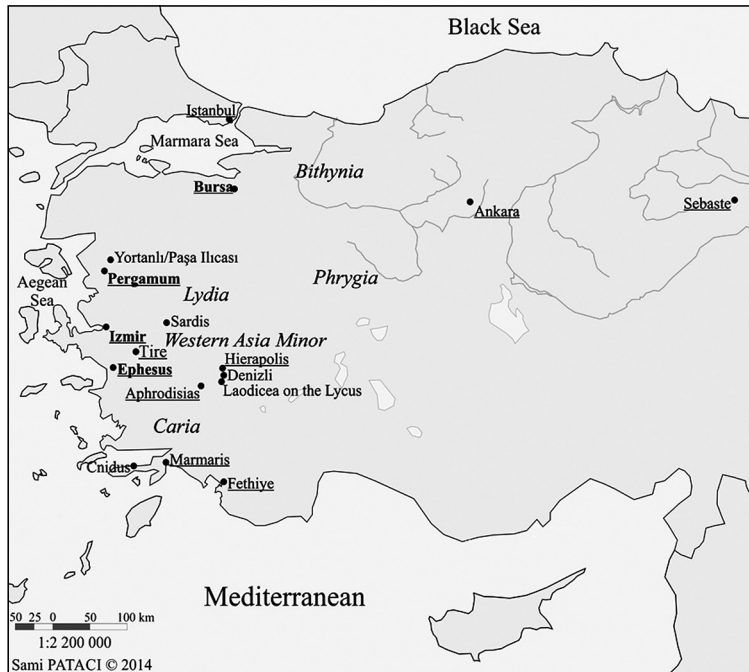 Black Sea
Istanbul
Marmara Sea
Bithynia
Bursa
Ankara
Sebaste
Yortanlı/Paşa Ilıcası
Pergamum
Aegean
Sea
Phrygia
Lydia
Sardis
Izmir
Western Asia Minor
Tire
Hierapolis
Ephesus
Denizli
Aphrodisias
Laodicea on the Lycus
Caria
Cnidus
Marmaris
Fethiye
Mediterranean
50 25 0 50 100 km
1:2 200 000
Sami PATACI © 2014